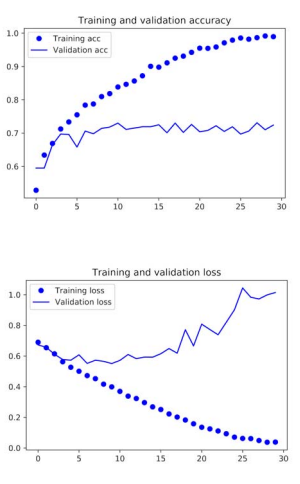 Training and validation accuracy
Training acc
Validation acc
1.0
0.9
0.8
0.7
0.6
0 5 10 15 20 25 30
Training and validation loss
Training loss
Validation loss
1.0
0.8
0.6
0.4
0.2
0.0
0 5 10 15 20 25 30